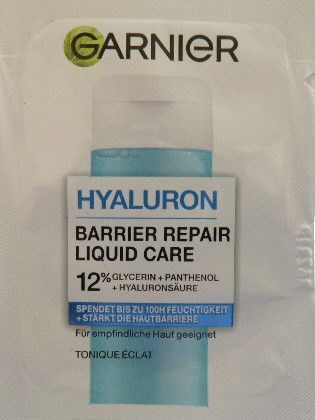 GARNIER
HYALURON
BARRIER REPAIR
LIQUID CARE
12% GLYCERIN + PANTHENOL
+ HYALURONSÄURE
SPENDET BIS ZU 100H FEUCHTIGKEIT
+ STÄRKT DIE HAUTBARRIERE
Für empfindliche Haut geeignet
TONIQUE ÉCLAT